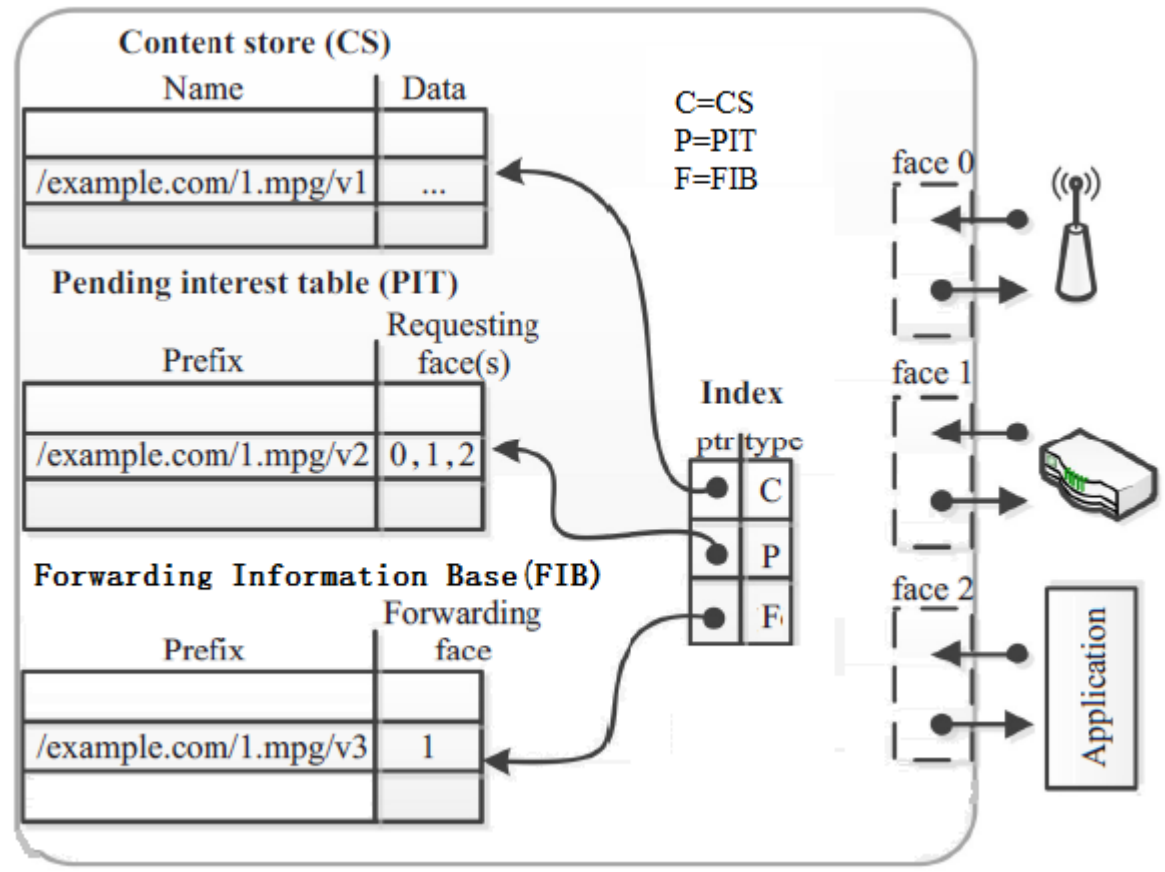 Content store (CS)
Name Data
/example.com/1.mpg/v1 ...
Pending interest table (PIT)
Prefix Requesting face(s)
/example.com/1.mpg/v2 0,1,2
Forwarding Information Base(FIB)
Prefix Forwarding face
/example.com/1.mpg/v3 1
C=CS
P=PIT
F=FIB
Index
ptr type
C
P
F
face 0
face 1
face 2
Application